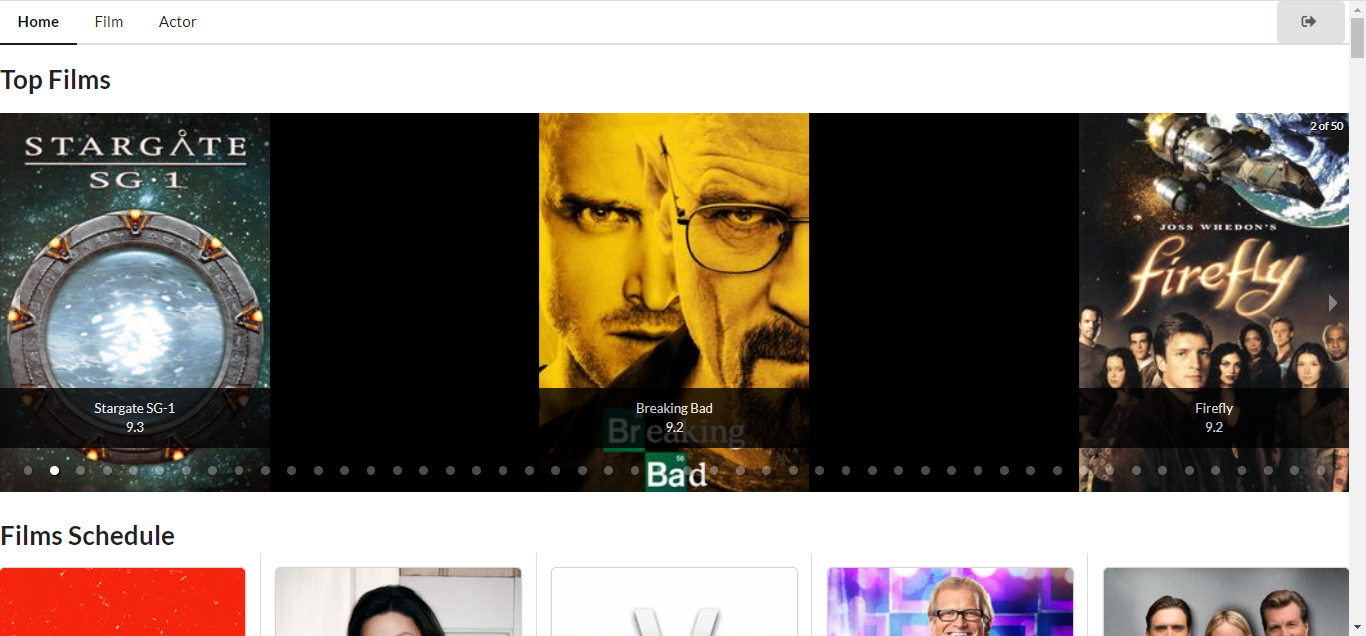 Home
Film
Actor
Top Films
2 of 50
STARGATE
SG·1
JOSS WHEDON'S
firefly
Stargate SG-1
9.3
Breaking Bad
9.2
Firefly
9.2
Breaking
56
Bad
Films Schedule